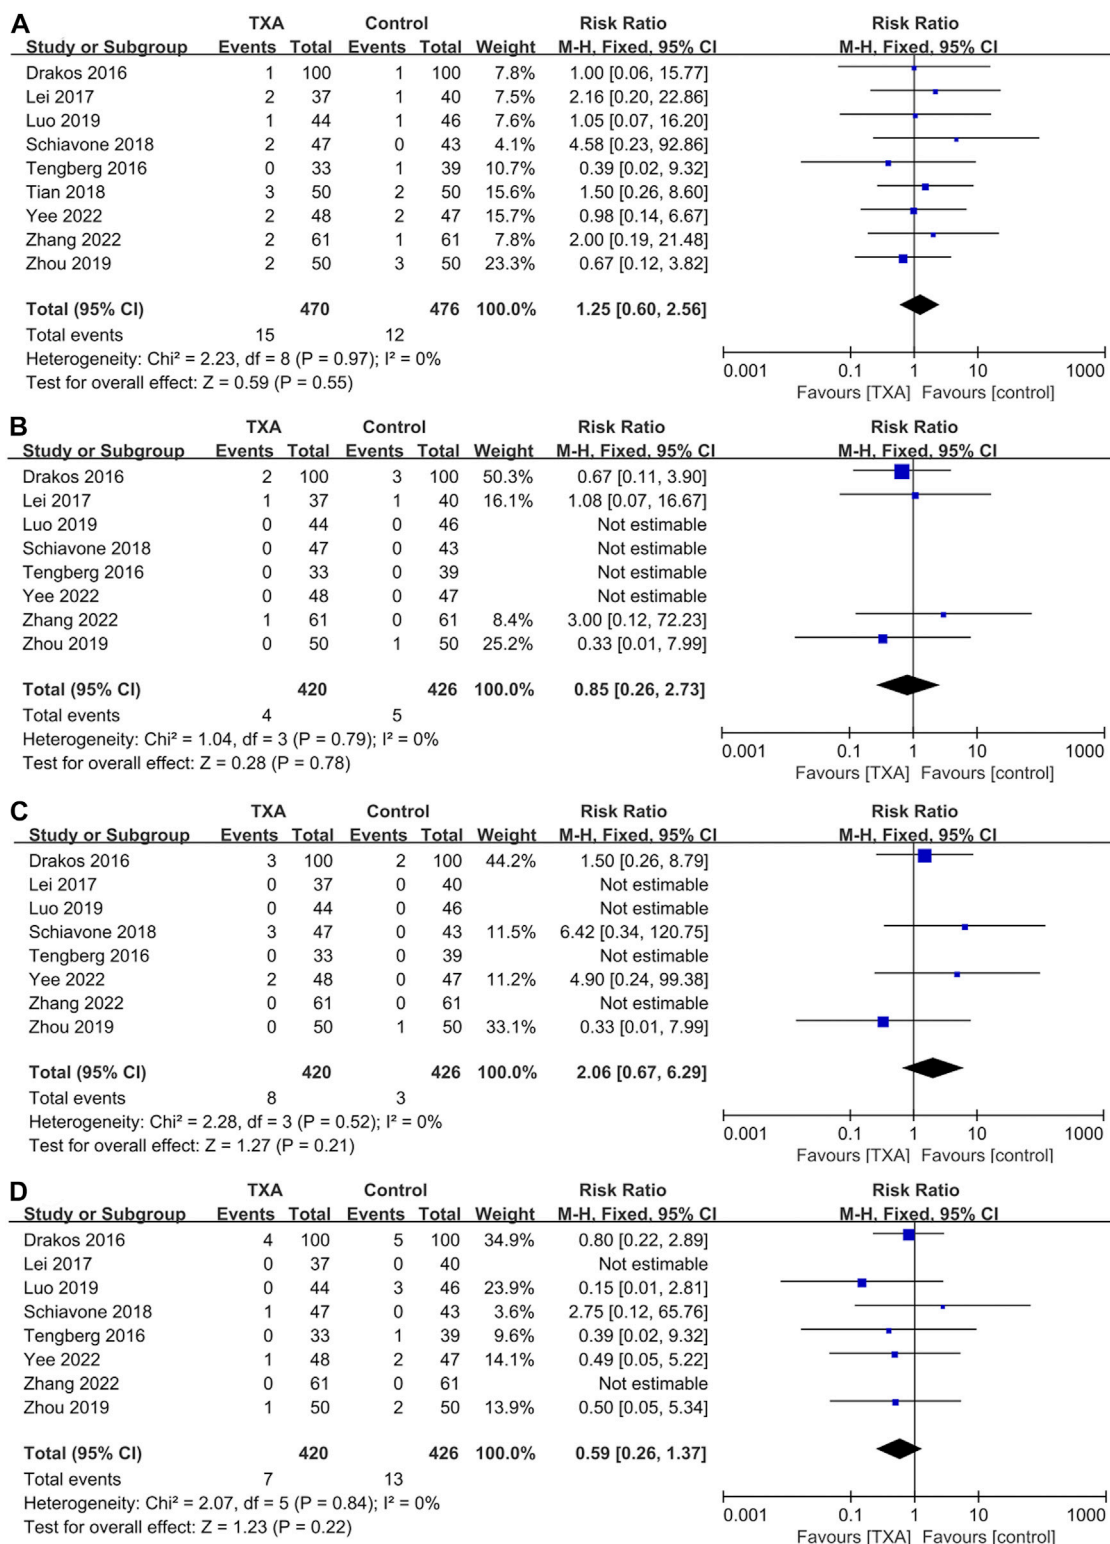 A TXA Control Risk Ratio Risk Ratio
Study or Subgroup Events Total Events Total Weight M-H, Fixed, 95% CI M-H, Fixed, 95% CI
Drakos 2016 1 100 1 100 7.8% 1.00 [0.06, 15.77]
Lei 2017 2 37 1 40 7.5% 2.16 [0.20, 22.86]
Luo 2019 1 44 1 46 7.6% 1.05 [0.07, 16.20]
Schiavone 2018 2 47 0 43 4.1% 4.58 [0.23, 92.86]
Tengberg 2016 0 33 1 39 10.7% 0.39 [0.02, 9.32]
Tian 2018 3 50 2 50 15.6% 1.50 [0.26, 8.60]
Yee 2022 2 48 2 47 15.7% 0.98 [0.14, 6.67]
Zhang 2022 2 61 1 61 7.8% 2.00 [0.19, 21.48]
Zhou 2019 2 50 3 50 23.3% 0.67 [0.12, 3.82]
Total (95% CI) 470 476 100.0% 1.25 [0.60, 2.56]
Total events 15 12
Heterogeneity: Chi² = 2.23, df = 8 (P = 0.97); I² = 0%
Test for overall effect: Z = 0.59 (P = 0.55)
0.001 0.1 1 10 1000
Favours [TXA] Favours [control]
B TXA Control Risk Ratio Risk Ratio
Study or Subgroup Events Total Events Total Weight M-H, Fixed, 95% CI M-H, Fixed, 95% CI
Drakos 2016 2 100 3 100 50.3% 0.67 [0.11, 3.90]
Lei 2017 1 37 1 40 16.1% 1.08 [0.07, 16.67]
Luo 2019 0 44 0 46 Not estimable
Schiavone 2018 0 47 0 43 Not estimable
Tengberg 2016 0 33 0 39 Not estimable
Yee 2022 0 48 0 47 Not estimable
Zhang 2022 1 61 0 61 8.4% 3.00 [0.12, 72.23]
Zhou 2019 0 50 1 50 25.2% 0.33 [0.01, 7.99]
Total (95% CI) 420 426 100.0% 0.85 [0.26, 2.73]
Total events 4 5
Heterogeneity: Chi² = 1.04, df = 3 (P = 0.79); I² = 0%
Test for overall effect: Z = 0.28 (P = 0.78)
0.001 0.1 1 10 1000
Favours [TXA] Favours [control]
C TXA Control Risk Ratio Risk Ratio
Study or Subgroup Events Total Events Total Weight M-H, Fixed, 95% CI M-H, Fixed, 95% CI
Drakos 2016 3 100 2 100 44.2% 1.50 [0.26, 8.79]
Lei 2017 0 37 0 40 Not estimable
Luo 2019 0 44 0 46 Not estimable
Schiavone 2018 3 47 0 43 11.5% 6.42 [0.34, 120.75]
Tengberg 2016 0 33 0 39 Not estimable
Yee 2022 2 48 0 47 11.2% 4.90 [0.24, 99.38]
Zhang 2022 0 61 0 61 Not estimable
Zhou 2019 0 50 1 50 33.1% 0.33 [0.01, 7.99]
Total (95% CI) 420 426 100.0% 2.06 [0.67, 6.29]
Total events 8 3
Heterogeneity: Chi² = 2.28, df = 3 (P = 0.52); I² = 0%
Test for overall effect: Z = 1.27 (P = 0.21)
0.001 0.1 1 10 1000
Favours [TXA] Favours [control]
D TXA Control Risk Ratio Risk Ratio
Study or Subgroup Events Total Events Total Weight M-H, Fixed, 95% CI M-H, Fixed, 95% CI
Drakos 2016 4 100 5 100 34.9% 0.80 [0.22, 2.89]
Lei 2017 0 37 0 40 Not estimable
Luo 2019 0 44 3 46 23.9% 0.15 [0.01, 2.81]
Schiavone 2018 1 47 0 43 3.6% 2.75 [0.12, 65.76]
Tengberg 2016 0 33 1 39 9.6% 0.39 [0.02, 9.32]
Yee 2022 1 48 2 47 14.1% 0.49 [0.05, 5.22]
Zhang 2022 0 61 0 61 Not estimable
Zhou 2019 1 50 2 50 13.9% 0.50 [0.05, 5.34]
Total (95% CI) 420 426 100.0% 0.59 [0.26, 1.37]
Total events 7 13
Heterogeneity: Chi² = 2.07, df = 5 (P = 0.84); I² = 0%
Test for overall effect: Z = 1.23 (P = 0.22)
0.001 0.1 1 10 1000
Favours [TXA] Favours [control]